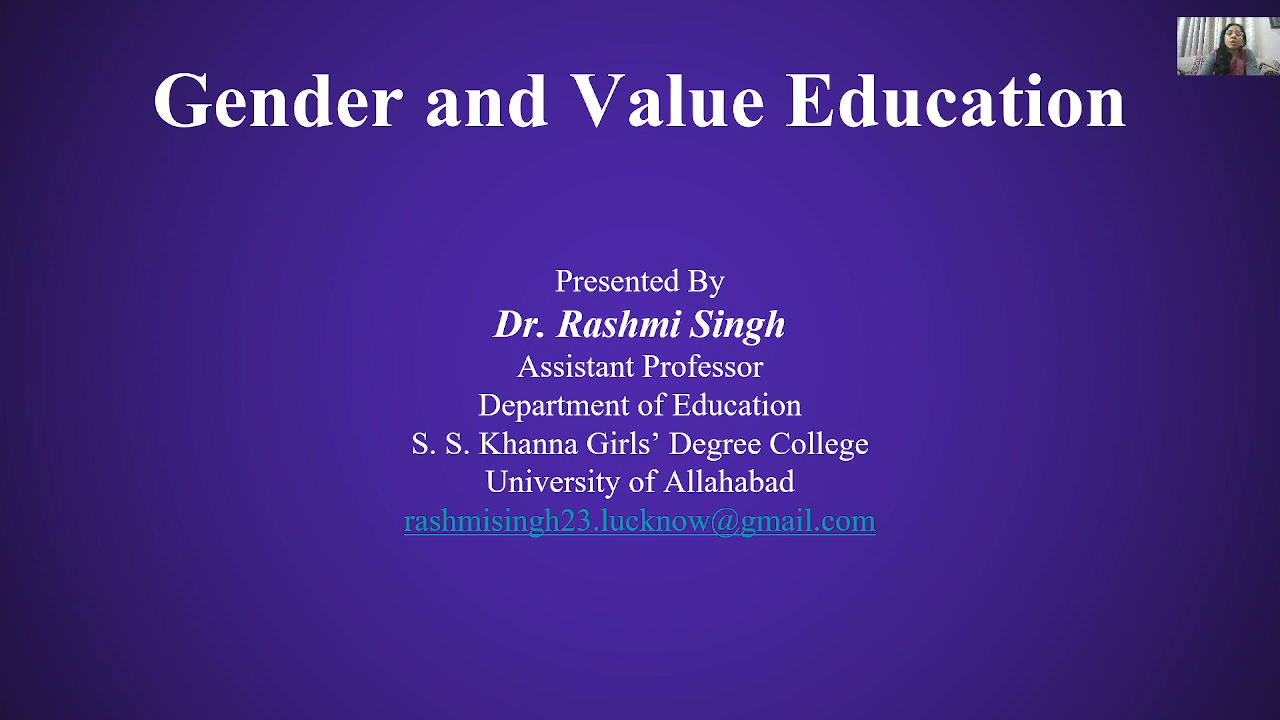 Gender and Value Education
Presented By
Dr. Rashmi Singh
Assistant Professor
Department of Education
S. S. Khanna Girls’ Degree College
University of Allahabad
rashmisingh23.lucknow@gmail.com